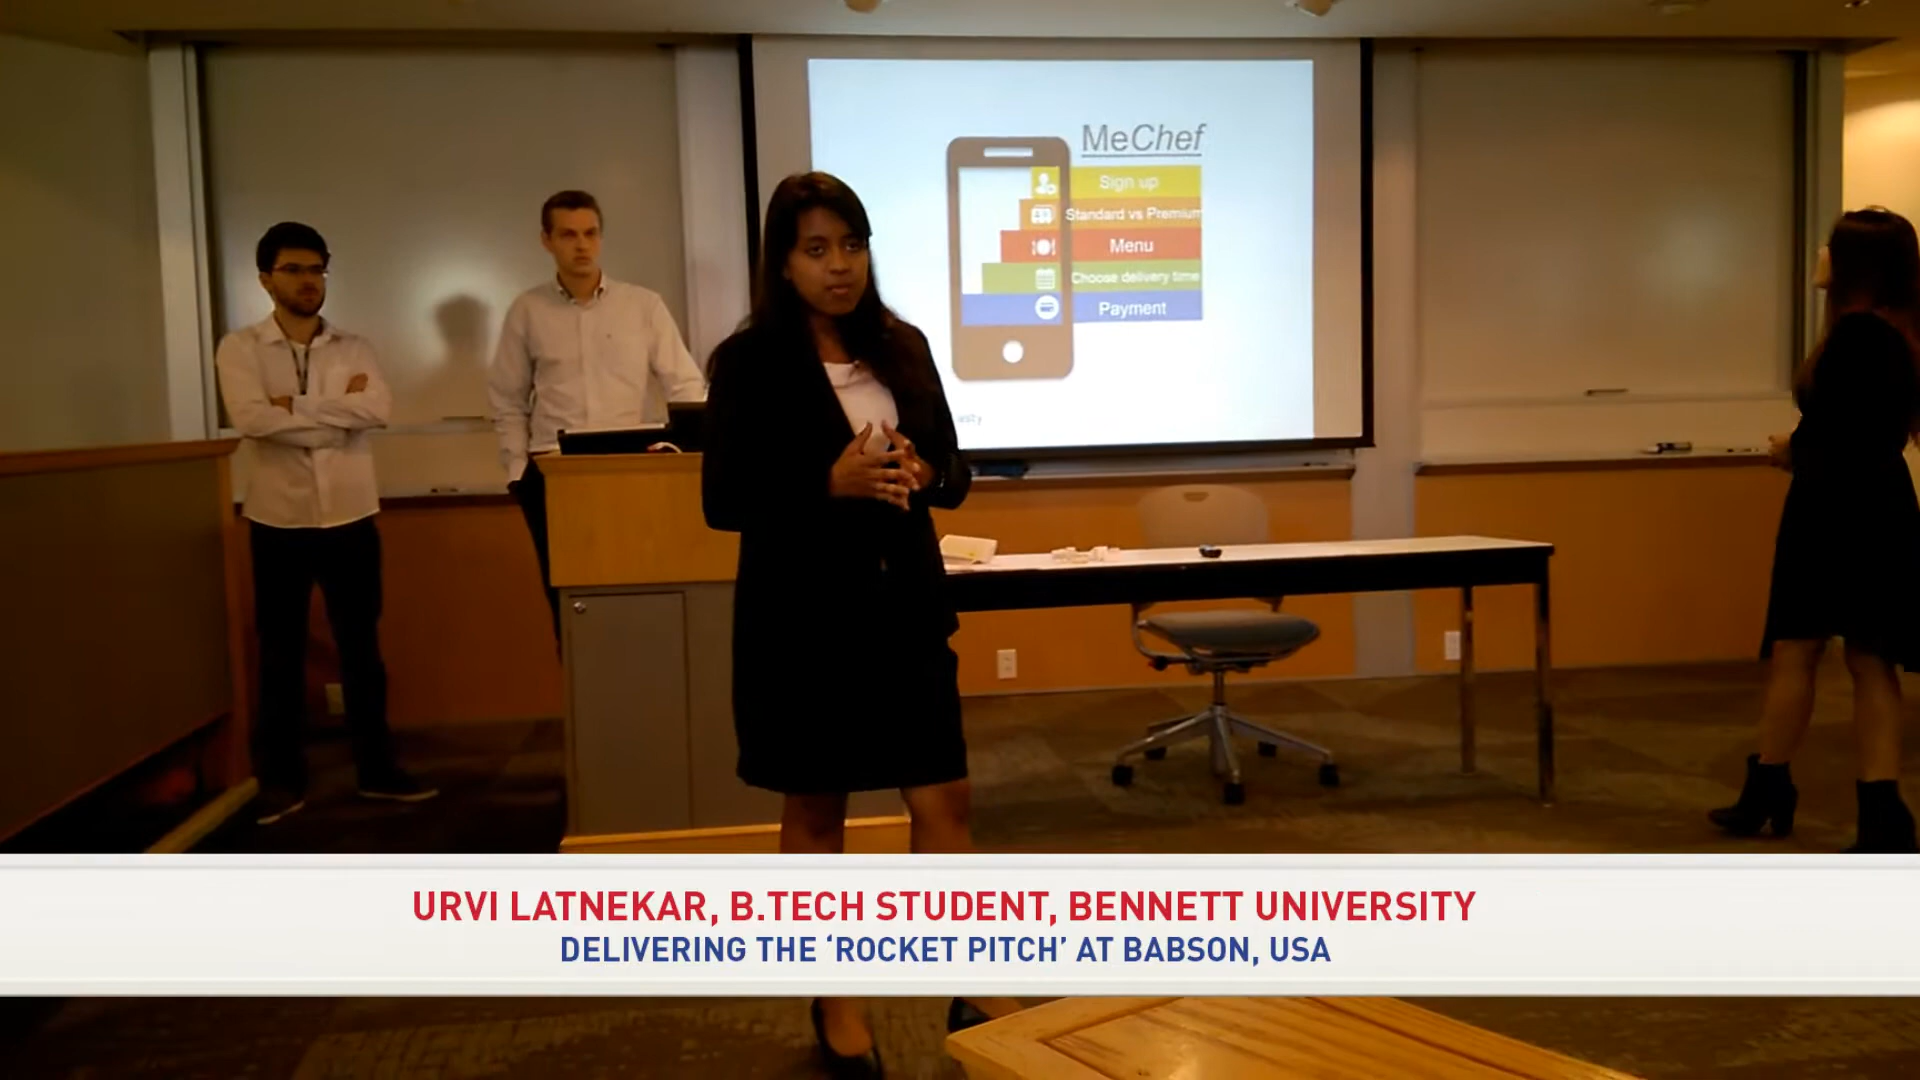 MeChef
Sign up
Standard vs Premium
Menu
Choose delivery time
Payment
URVI LATNEKAR, B.TECH STUDENT, BENNETT UNIVERSITY
DELIVERING THE ‘ROCKET PITCH’ AT BABSON, USA